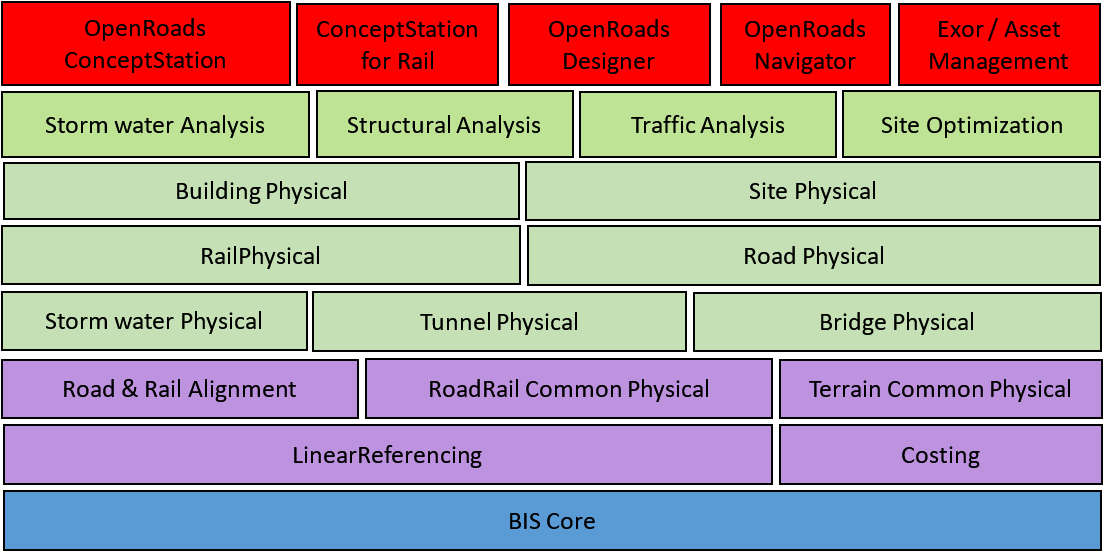 OpenRoads
ConceptStation
ConceptStation
for Rail
OpenRoads
Designer
OpenRoads
Navigator
Exor / Asset
Management
Storm water Analysis
Structural Analysis
Traffic Analysis
Site Optimization
Building Physical
Site Physical
RailPhysical
Road Physical
Storm water Physical
Tunnel Physical
Bridge Physical
Road & Rail Alignment
RoadRail Common Physical
Terrain Common Physical
LinearReferencing
Costing
BIS Core